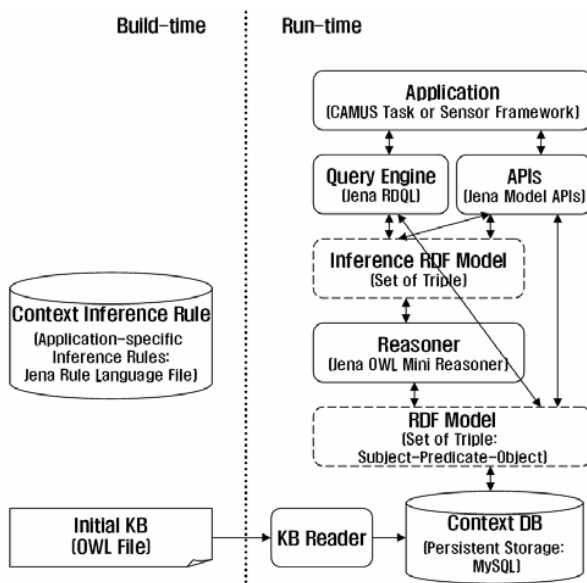 Build-time
Run-time
Application
(CAMUS Task or Sensor Framework)
Query Engine
(Jena RDQL)
APIs
(Jena Model APIs)
Inference RDF Model
(Set of Triple)
Context Inference Rule
(Application-specific
Inference Rules:
Jena Rule Language File)
Reasoner
(Jena OWL Mini Reasoner)
RDF Model
(Set of Triple:
Subject-Predicate-Object)
Initial KB
(OWL File)
KB Reader
Context DB
(Persistent Storage:
MySQL)